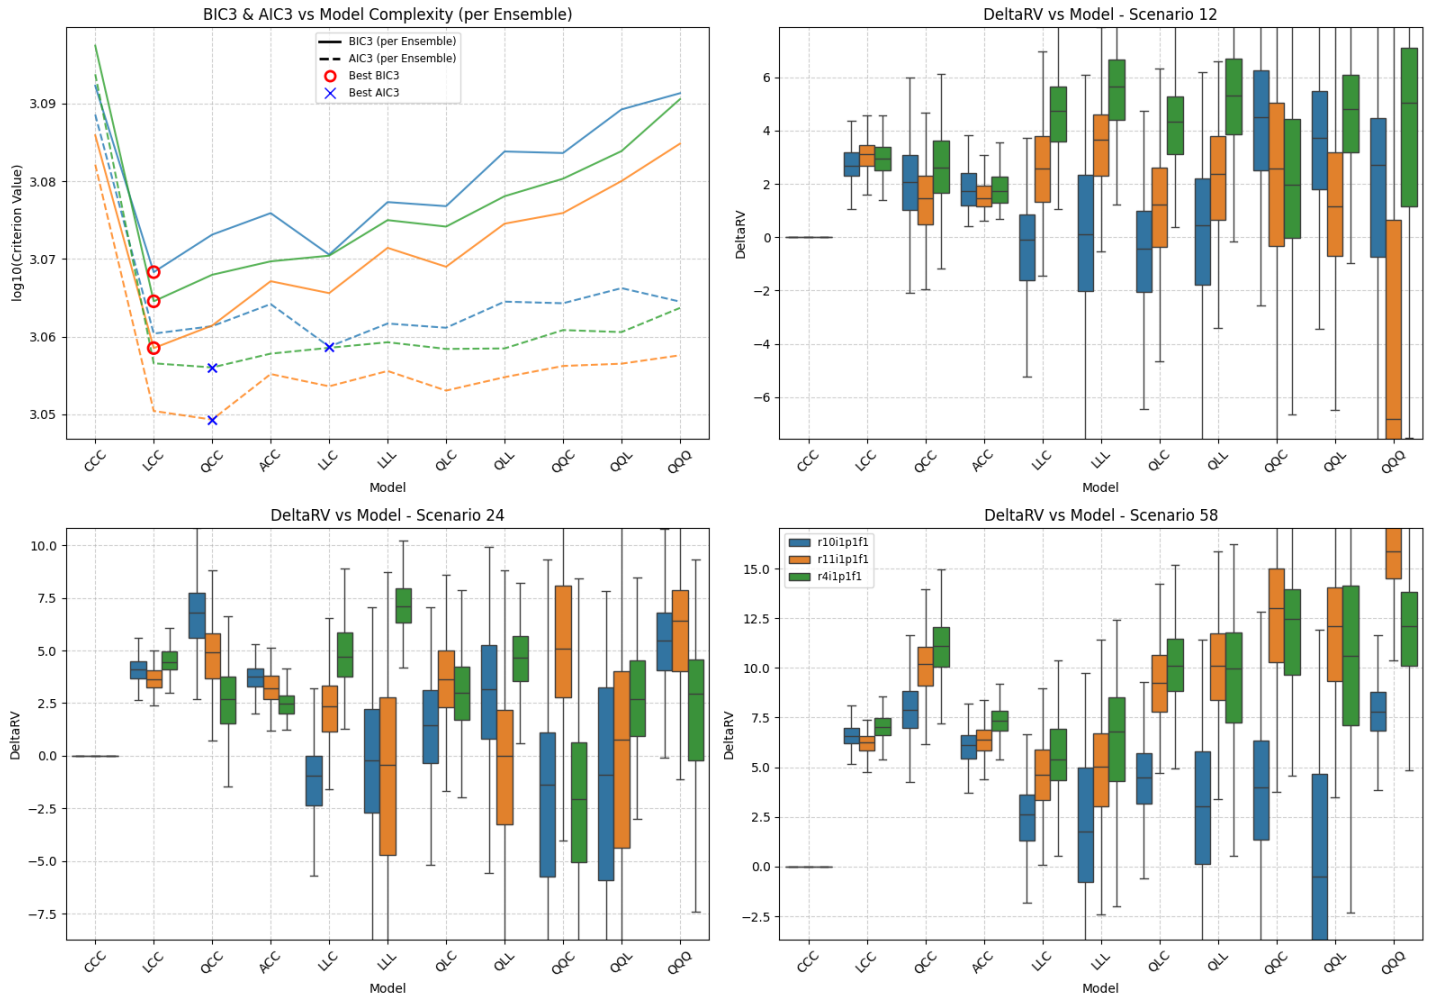 BIC3 & AIC3 vs Model Complexity (per Ensemble)
BIC3 (per Ensemble)
AIC3 (per Ensemble)
Best BIC3
Best AIC3
3.09
3.08
3.07
3.06
3.05
log10(Criterion Value)
CCC
LCC
QCC
ACC
LLC
LLL
QLC
QLL
QQC
QQL
QQQ
Model
DeltaRV vs Model - Scenario 12
6
4
2
0
−2
−4
−6
DeltaRV
CCC
LCC
QCC
ACC
LLC
LLL
QLC
QLL
QQC
QQL
QQQ
Model
DeltaRV vs Model - Scenario 24
10.0
7.5
5.0
2.5
0.0
−2.5
−5.0
−7.5
DeltaRV
CCC
LCC
QCC
ACC
LLC
LLL
QLC
QLL
QQC
QQL
QQQ
Model
DeltaRV vs Model - Scenario 58
r10i1p1f1
r11i1p1f1
r4i1p1f1
15.0
12.5
10.0
7.5
5.0
2.5
0.0
−2.5
DeltaRV
CCC
LCC
QCC
ACC
LLC
LLL
QLC
QLL
QQC
QQL
QQQ
Model